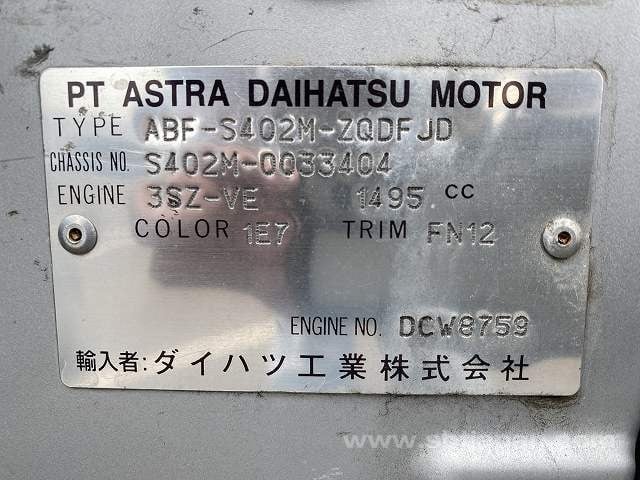 PT ASTRA DAIHATSU MOTOR
TYPE ABF-S402M-ZQDFJD
CHASSIS NO. S402M-0033404
ENGINE 3SZ-VE 1495. CC
COLOR 1E7 TRIM FN12
ENGINE NO. DCW8759
輸入者: ダイハツ工業株式会社